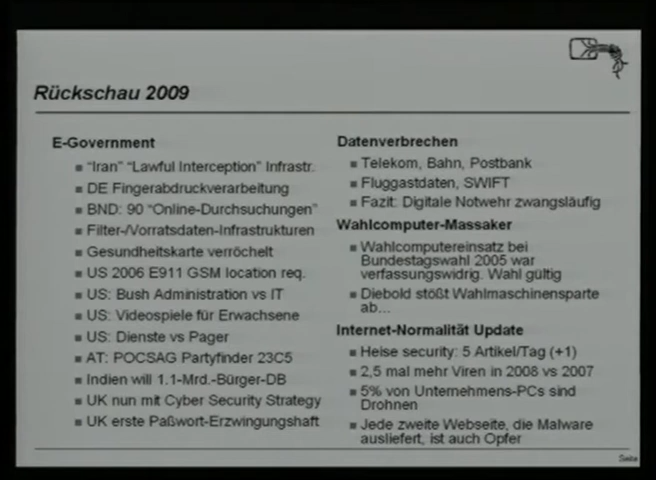 Rückschau 2009
E-Government
"Iran" "Lawful Interception" Infrastr.
DE Fingerabdruckverarbeitung
BND: 90 "Online-Durchsuchungen"
Filter-/Vorratsdaten-Infrastrukturen
Gesundheitskarte verröchelt
US 2006 E911 GSM location req.
US: Bush Administration vs IT
US: Videospiele für Erwachsene
US: Dienste vs Pager
AT: POCSAG Partyfinder 23C5
Indien will 1.1-Mrd.-Bürger-DB
UK nun mit Cyber Security Strategy
UK erste Paßwort-Erzwingungshaft
Datenverbrechen
Telekom, Bahn, Postbank
Fluggastdaten, SWIFT
Fazit: Digitale Notwehr zwangsläufig
Wahlcomputer-Massaker
Wahlcomputereinsatz bei
Bundestagswahl 2005 war
verfassungswidrig. Wahl gültig
Diebold stößt Wahlmaschinensparte
ab...
Internet-Normalität Update
Heise security: 5 Artikel/Tag (+1)
2,5 mal mehr Viren in 2008 vs 2007
5% von Unternehmens-PCs sind
Drohnen
Jede zweite Webseite, die Malware
ausliefert, ist auch Opfer
Seite